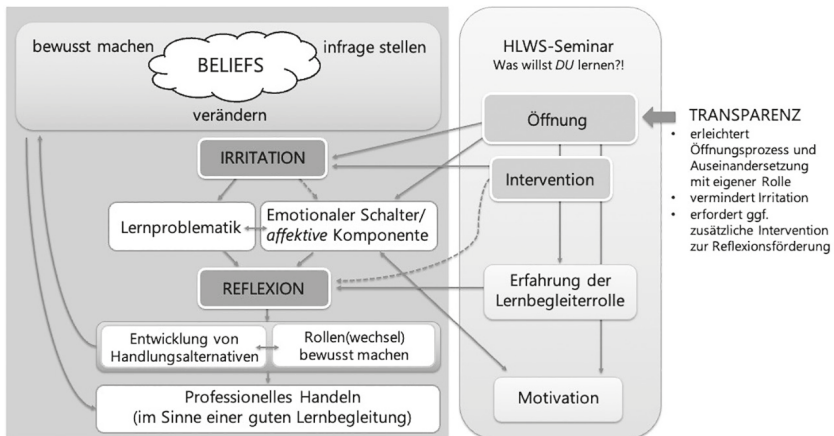 bewusst machen
infrage stellen
BELIEFS
verändern
IRRITATION
Lernproblematik
Emotionaler Schalter/
affektive Komponente
REFLEXION
Entwicklung von
Handlungsalternativen
Rollen(wechsel)
bewusst machen
Professionelles Handeln
(im Sinne einer guten Lernbegleitung)
HLWS-Seminar
Was willst DU lernen?!
Öffnung
Intervention
Erfahrung der
Lernbegleiterrolle
Motivation
TRANSPARENZ
• erleichtert
Öffnungsprozess und
Auseinandersetzung
mit eigener Rolle
• vermindert Irritation
• erfordert ggf.
zusätzliche Intervention
zur Reflexionsförderung